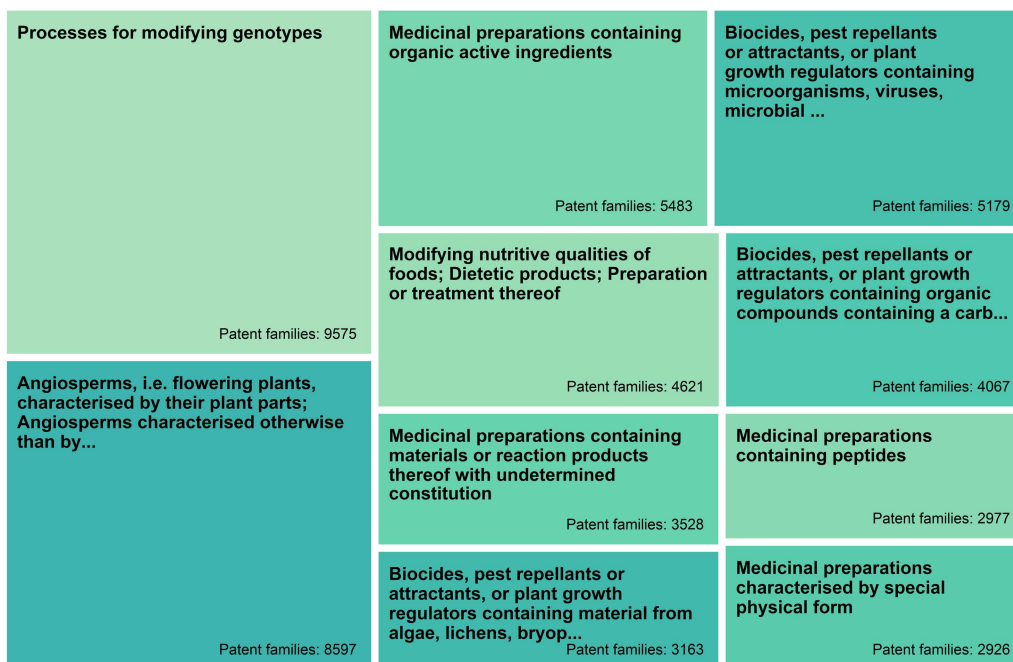 Processes for modifying genotypes
Patent families: 9575
Angiosperms, i.e. flowering plants,
characterised by their plant parts;
Angiosperms characterised otherwise
than by...
Patent families: 8597
Medicinal preparations containing
organic active ingredients
Patent families: 5483
Biocides, pest repellants
or attractants, or plant
growth regulators containing
microorganisms, viruses,
microbial ...
Patent families: 5179
Modifying nutritive qualities of
foods; Dietetic products; Preparation
or treatment thereof
Patent families: 4621
Biocides, pest repellants or
attractants, or plant growth
regulators containing organic
compounds containing a carb...
Patent families: 4067
Medicinal preparations containing
materials or reaction products
thereof with undetermined
constitution
Patent families: 3528
Medicinal preparations
containing peptides
Patent families: 2977
Biocides, pest repellants or
attractants, or plant growth
regulators containing material from
algae, lichens, bryop...
Patent families: 3163
Medicinal preparations
characterised by special
physical form
Patent families: 2926